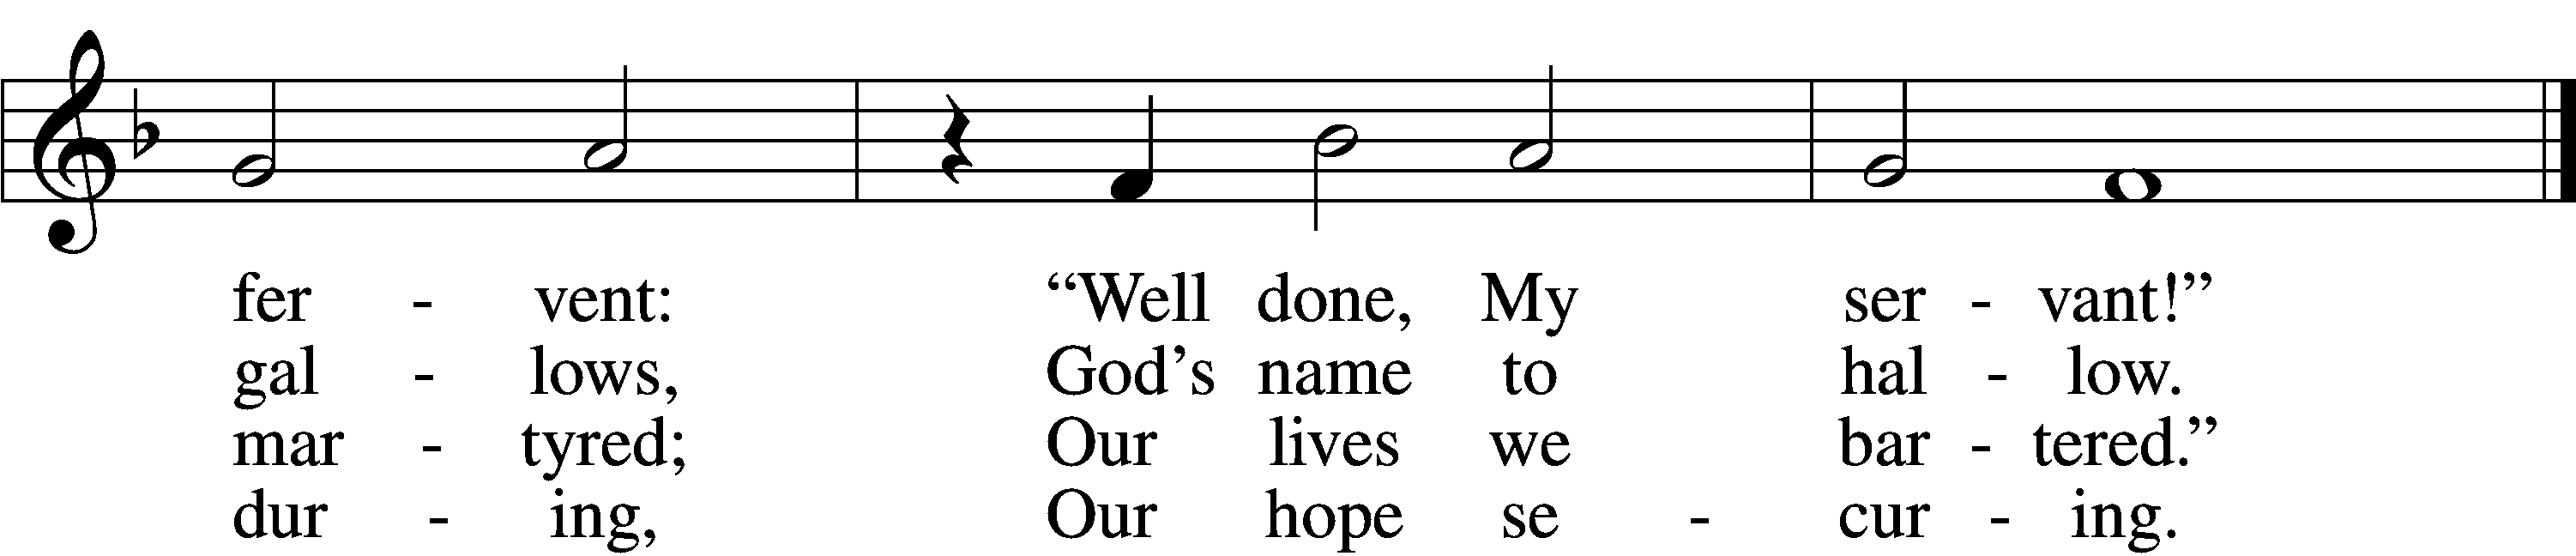 fer - vent: “Well done, My ser - vant!”
gal - lows, God’s name to hal - low.
mar - tyred; Our lives we bar - tered.”
dur - ing, Our hope se - cur - ing.